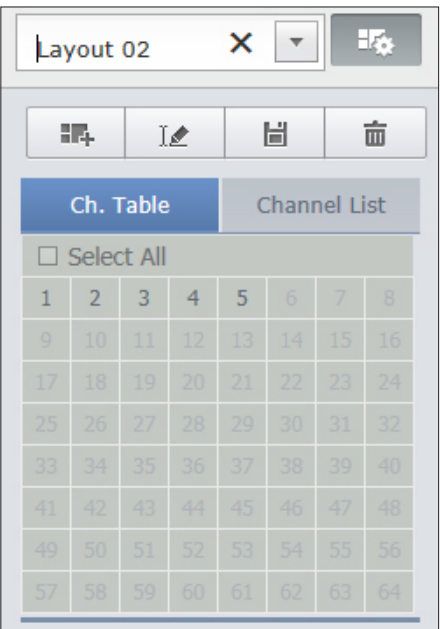 Layout 02
Ch. Table Channel List
Select All
1 2 3 4 5 6 7 8
9 10 11 12 13 14 15 16
17 18 19 20 21 22 23 24
25 26 27 28 29 30 31 32
33 34 35 36 37 38 39 40
41 42 43 44 45 46 47 48
49 50 51 52 53 54 55 56
57 58 59 60 61 62 63 64